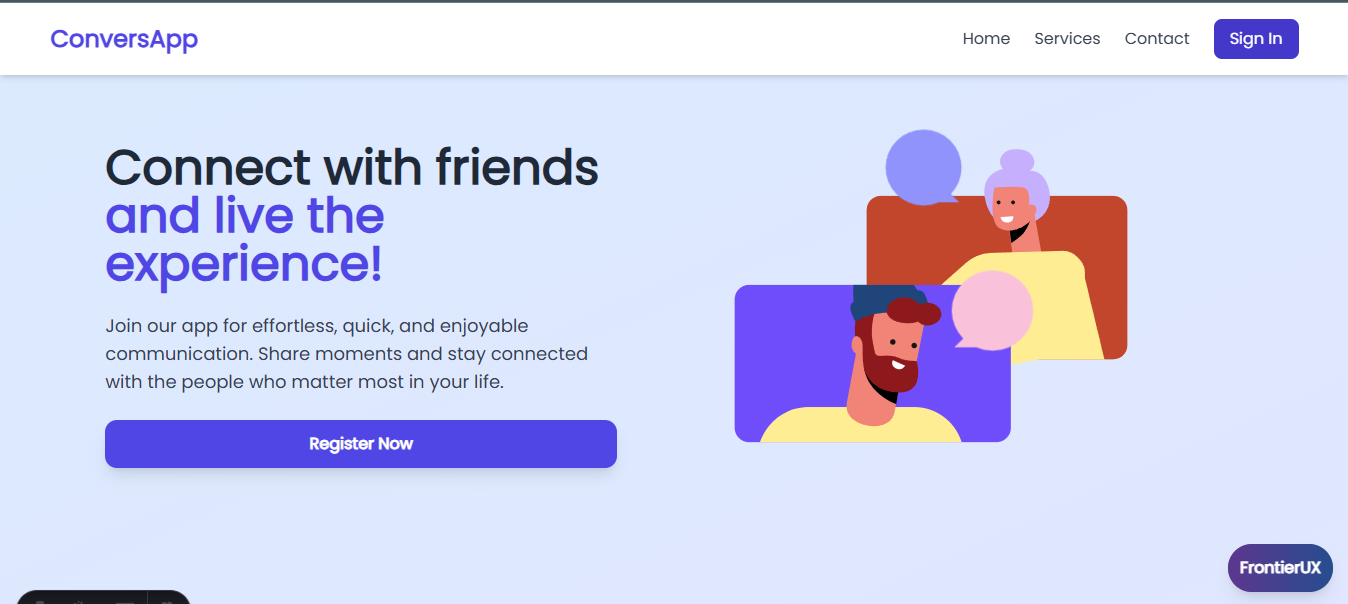 ConversApp
Home Services Contact Sign In
Connect with friends
and live the
experience!
Join our app for effortless, quick, and enjoyable
communication. Share moments and stay connected
with the people who matter most in your life.
Register Now
FrontierUX